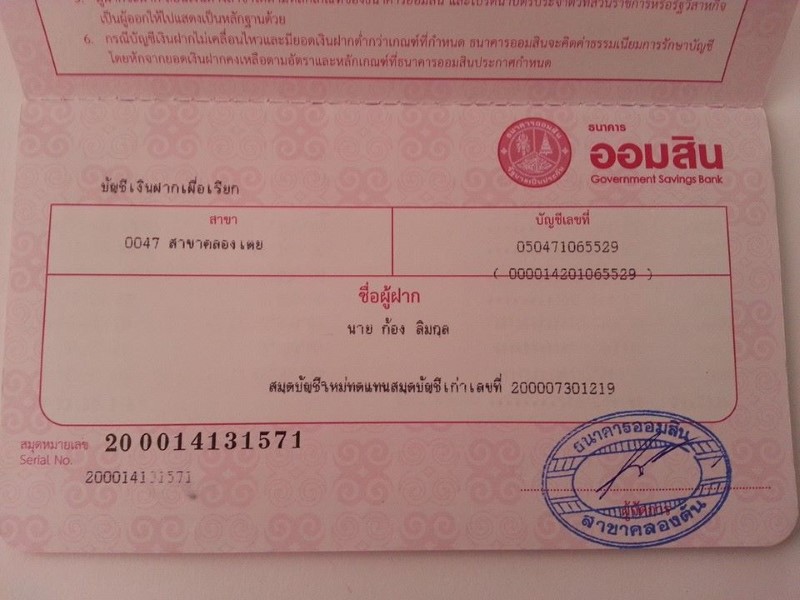 เป็นผู้ออกให้ไปแสดงเป็นหลักฐานด้วย
6. กรณีบัญชีเงินฝากไม่เคลื่อนไหวและมียอดเงินฝากต่ำกว่าเกณฑ์ที่กำหนด ธนาคารออมสินจะคิดค่าธรรมเนียมการรักษาบัญชี
โดยหักจากยอดเงินฝากคงเหลือตามอัตราและหลักเกณฑ์ที่ธนาคารออมสินประกาศกำหนด
ธนาคารออมสิน
ธนาคาร
ออมสิน
Government Savings Bank
บัญชีเงินฝากเผื่อเรียก
สาขา
บัญชีเลขที่
0047 สาขาคลองเตย
050471065529
( 000014201065529 )
ชื่อผู้ฝาก
นาย ก้อง ลิมกุล
สมุดบัญชีใหม่ทดแทนสมุดบัญชีเก่าเลขที่ 200007301219
สมุดหมายเลข
Serial No.
20 0014131571
200014131571
ธนาคารออมสิน
ผู้จัดการ
สาขาคลองตัน